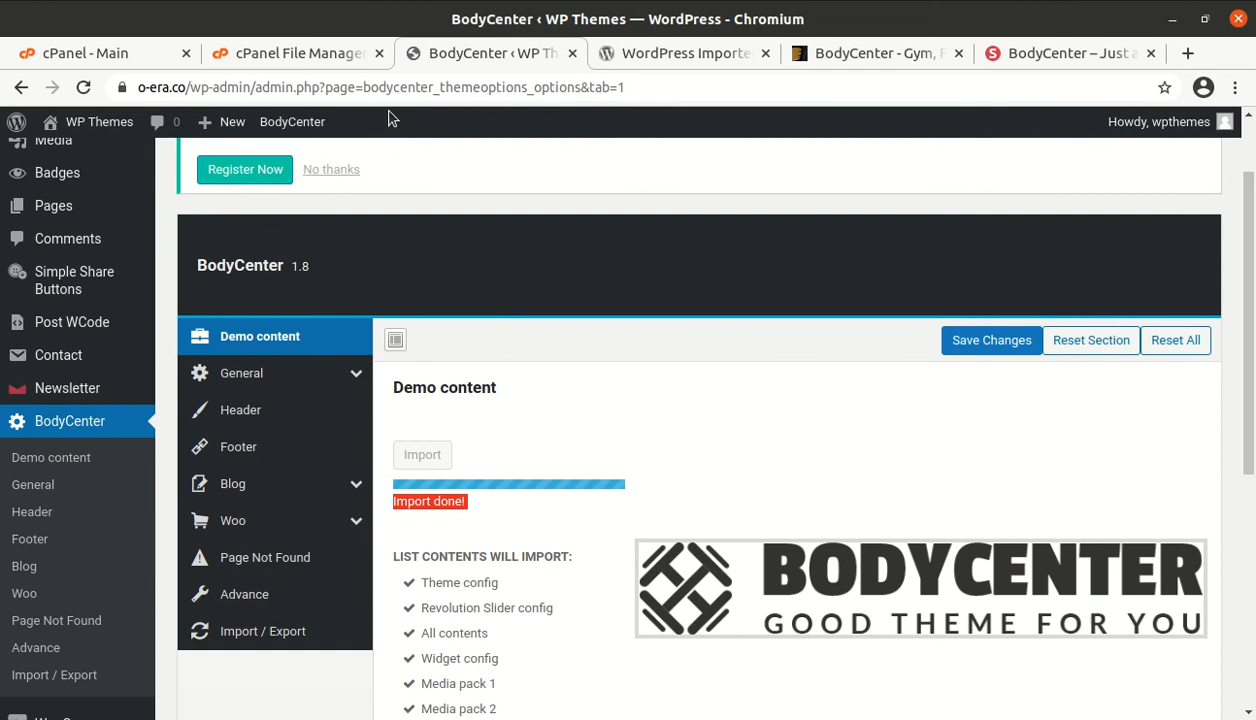 BodyCenter ‹ WP Themes — WordPress - Chromium
cPanel - Main
cPanel File Manager
BodyCenter ‹ WP Th
WordPress Importe
BodyCenter - Gym, F
BodyCenter – Just a
o-era.co/wp-admin/admin.php?page=bodycenter_themeoptions_options&tab=1
WP Themes
0
New
BodyCenter
Howdy, wpthemes
Media
Badges
Pages
Comments
Simple Share
Buttons
Post WCode
Contact
Newsletter
BodyCenter
Demo content
General
Header
Footer
Blog
Woo
Page Not Found
Advance
Import / Export
Register Now
No thanks
BodyCenter 1.8
Demo content
General
Header
Footer
Blog
Woo
Page Not Found
Advance
Import / Export
Save Changes
Reset Section
Reset All
Demo content
Import
Import done!
LIST CONTENTS WILL IMPORT:
Theme config
Revolution Slider config
All contents
Widget config
Media pack 1
Media pack 2
BODYCENTER
GOOD THEME FOR YOU